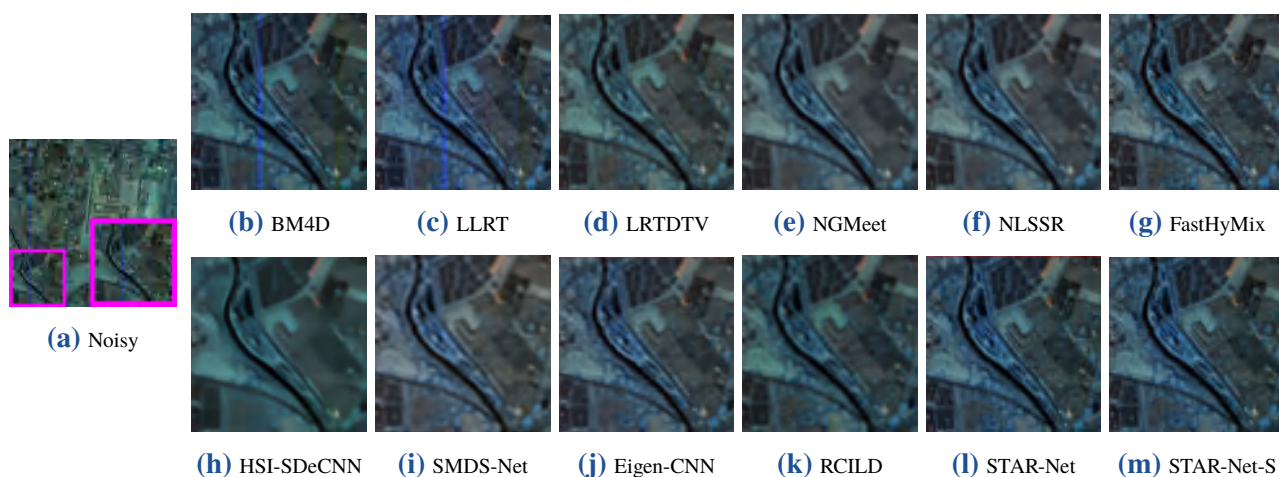 (b) BM4D (c) LLRT (d) LRTDTV (e) NGMeet (f) NLSSR (g) FastHyMix
(a) Noisy
(h) HSI-SDeCNN (i) SMDS-Net (j) Eigen-CNN (k) RCILD (l) STAR-Net (m) STAR-Net-S